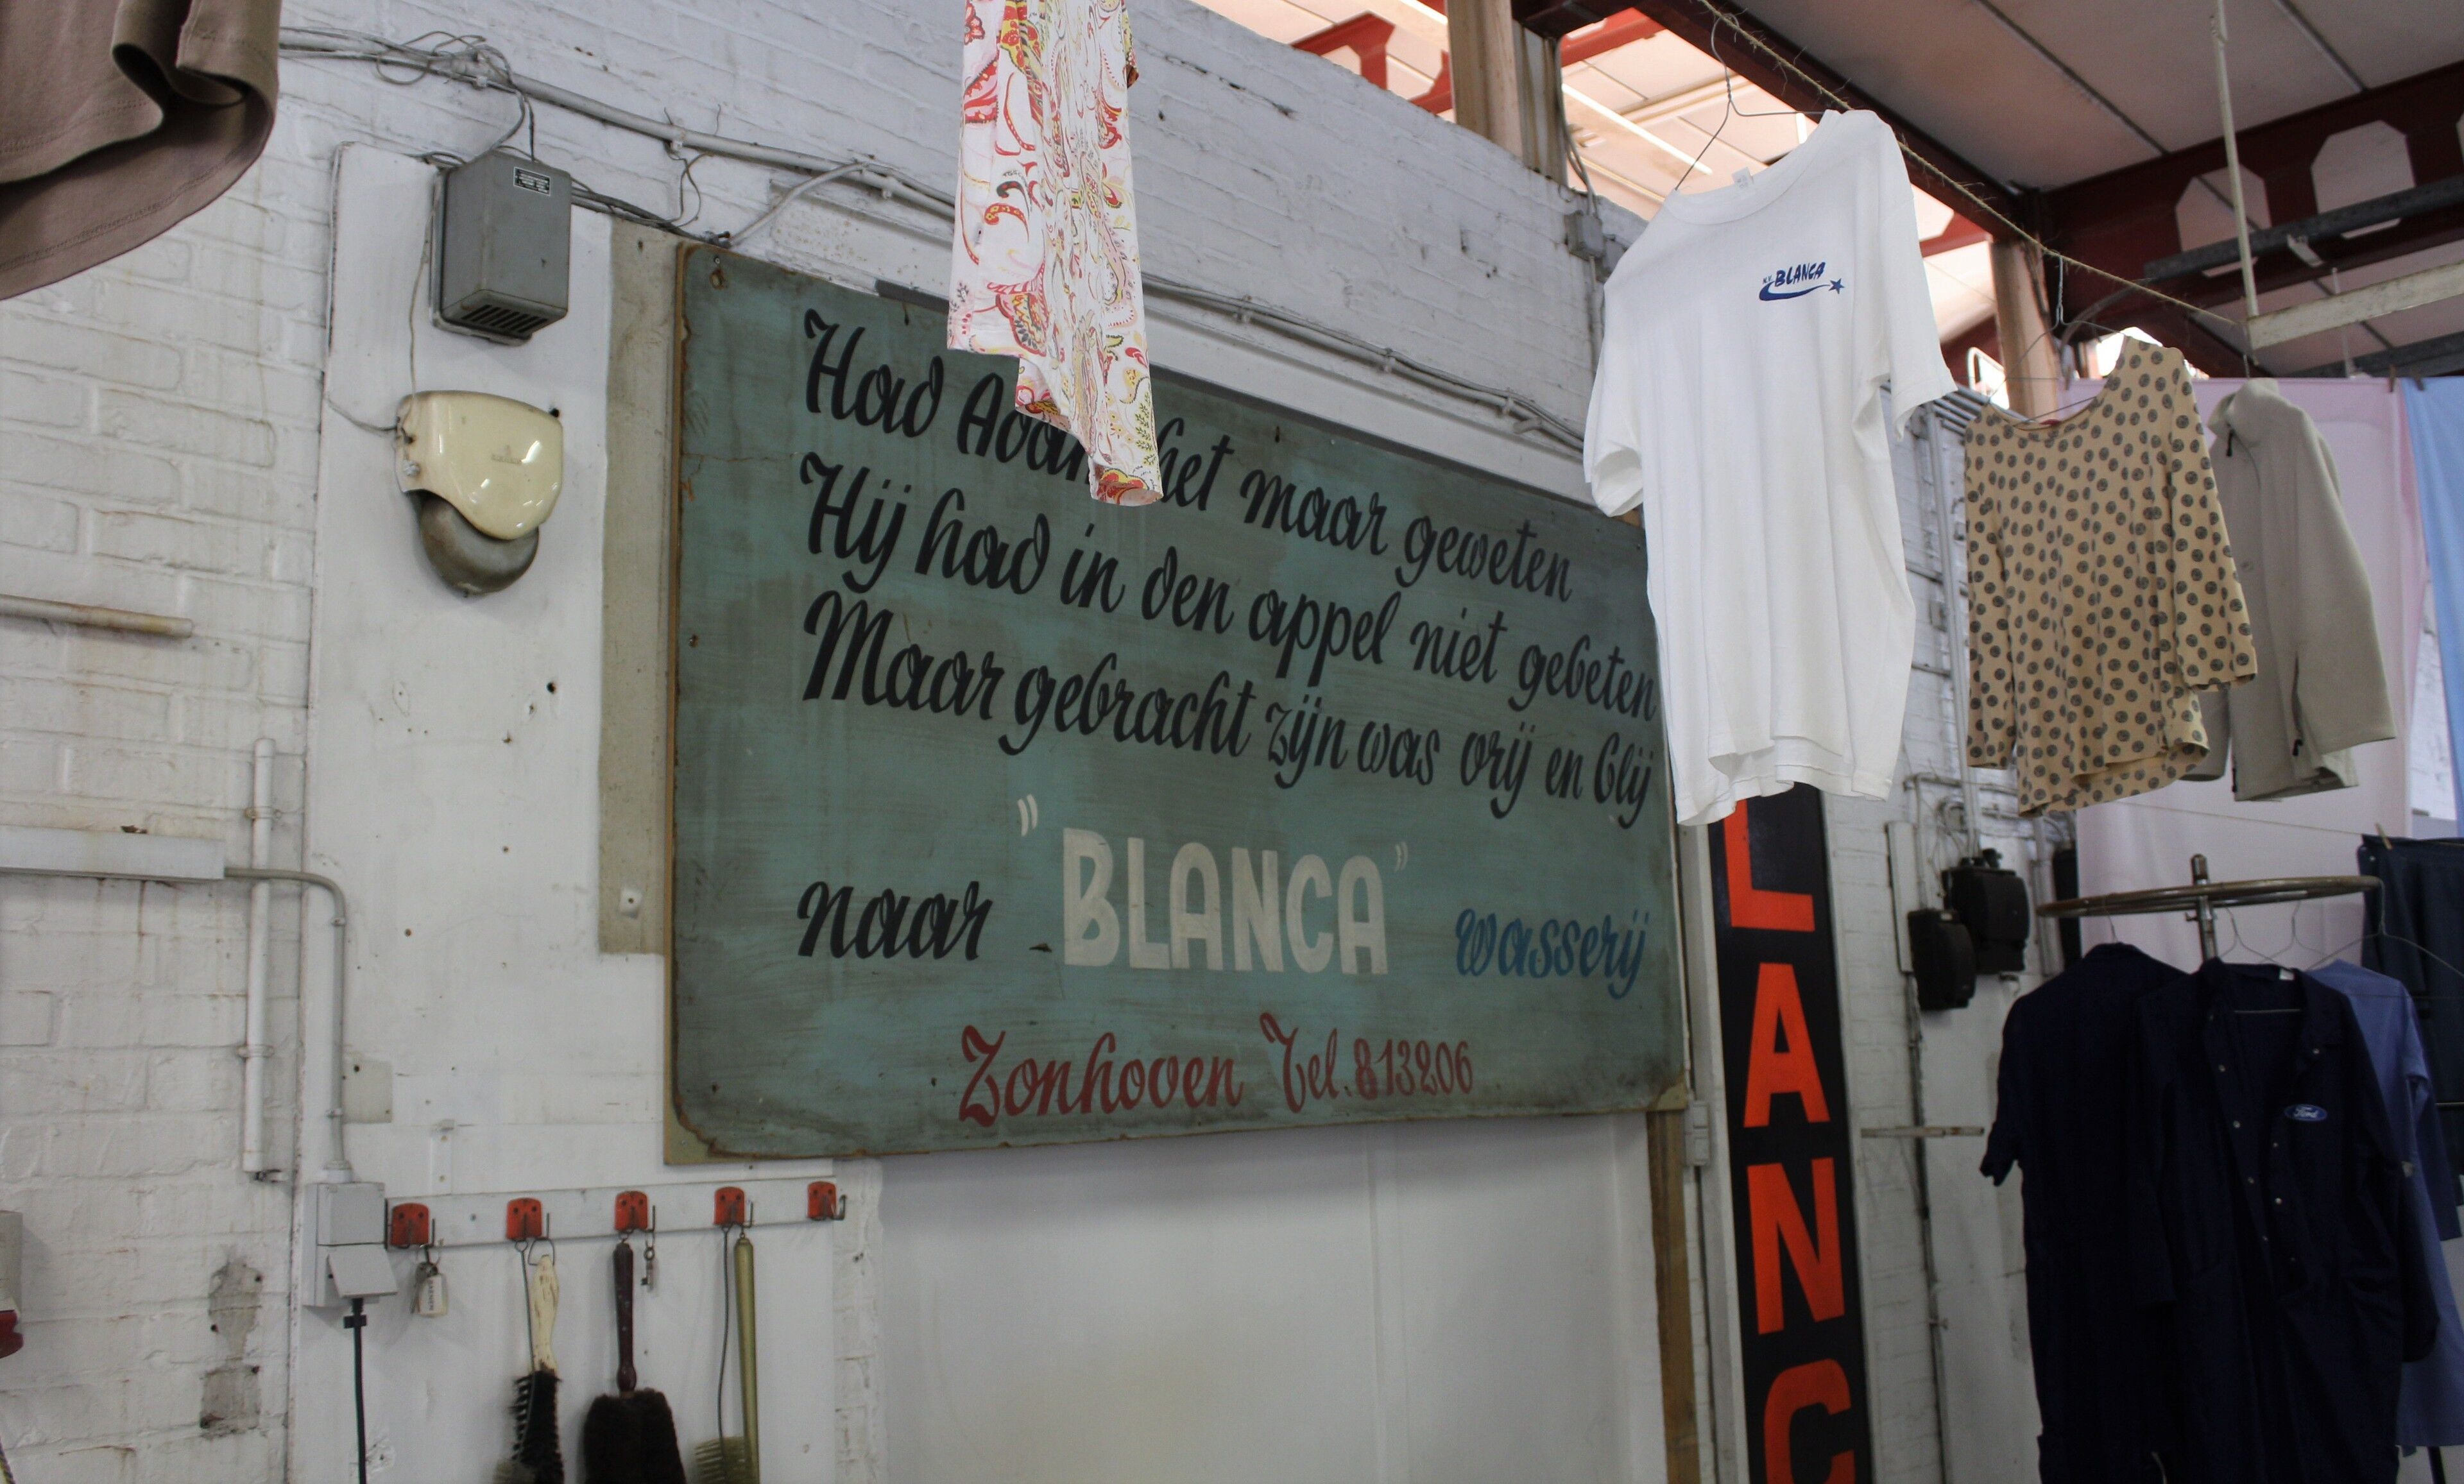 Had Adam het maar geweten
Hij had in den appel niet gebeten
Maar gebracht zijn was vrij en blij
naar "BLANCA" wasserij
Zonhoven Tel. 813206
BLANCA
LANC
Ford